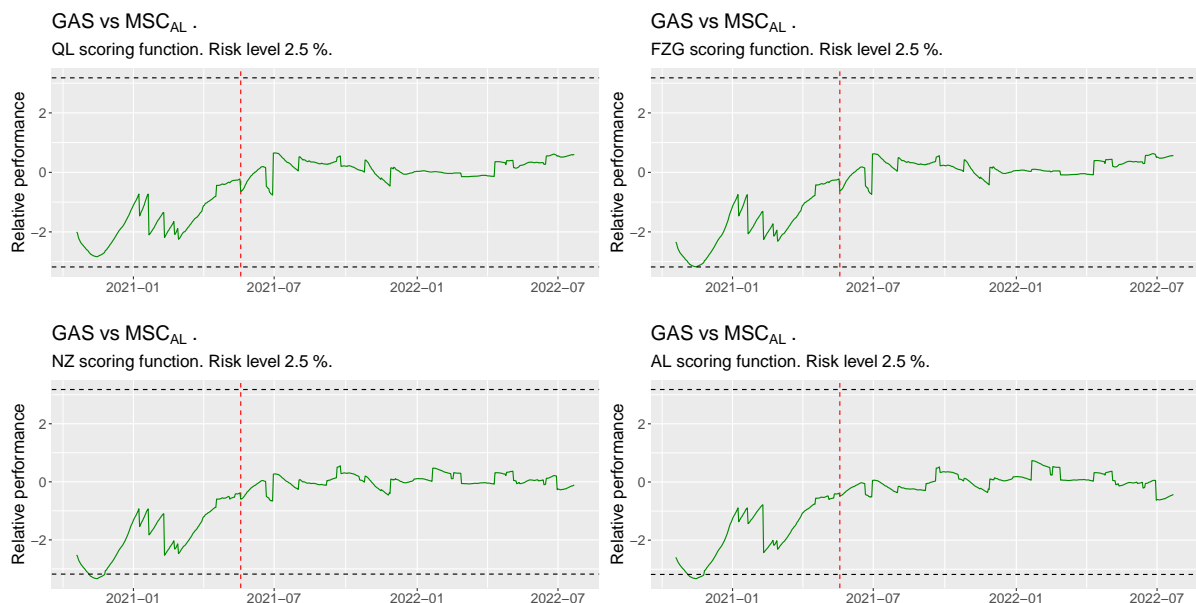 GAS vs MSC_AL .
QL scoring function. Risk level 2.5 %.
Relative performance
2
0
−2
2021−01
2021−07
2022−01
2022−07
GAS vs MSC_AL .
FZG scoring function. Risk level 2.5 %.
Relative performance
2
0
−2
2021−01
2021−07
2022−01
2022−07
GAS vs MSC_AL .
NZ scoring function. Risk level 2.5 %.
Relative performance
2
0
−2
2021−01
2021−07
2022−01
2022−07
GAS vs MSC_AL .
AL scoring function. Risk level 2.5 %.
Relative performance
2
0
−2
2021−01
2021−07
2022−01
2022−07